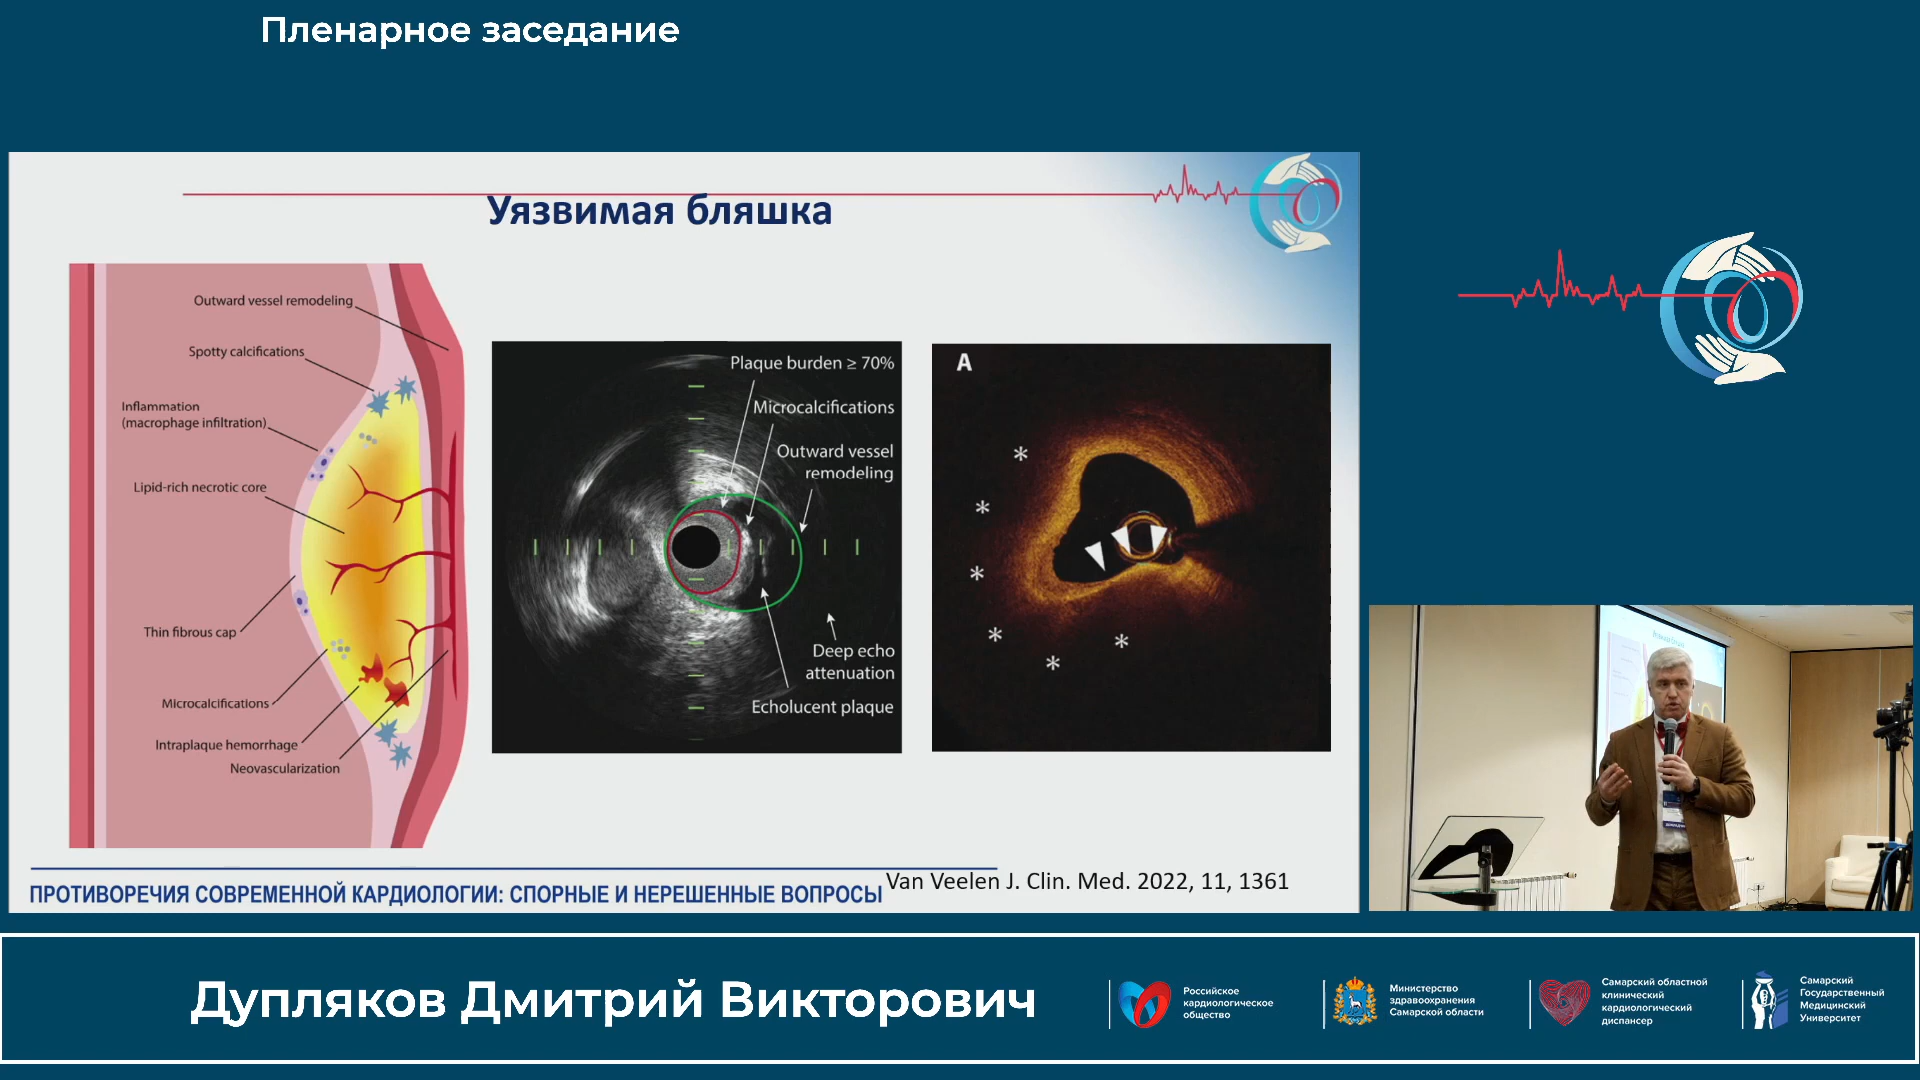 Пленарное заседание
Уязвимая бляшка
Outward vessel remodeling
Spotty calcifications
Inflammation
(macrophage infiltration)
Lipid-rich necrotic core
Thin fibrous cap
Microcalcifications
Intraplaque hemorrhage
Neovascularization
Plaque burden ≥ 70%
Microcalcifications
Outward vessel
remodeling
Deep echo
attenuation
Echolucent plaque
A
* * * * * *
ПРОТИВОРЕЧИЯ СОВРЕМЕННОЙ КАРДИОЛОГИИ: СПОРНЫЕ И НЕРЕШЕННЫЕ ВОПРОСЫ
Van Veelen J. Clin. Med. 2022, 11, 1361
Дупляков Дмитрий Викторович
Российское
кардиологическое
общество
Министерство
здравоохранения
Самарской области
Самарский областной
клинический
кардиологический
диспансер
Самарский
Государственный
Медицинский
Университет